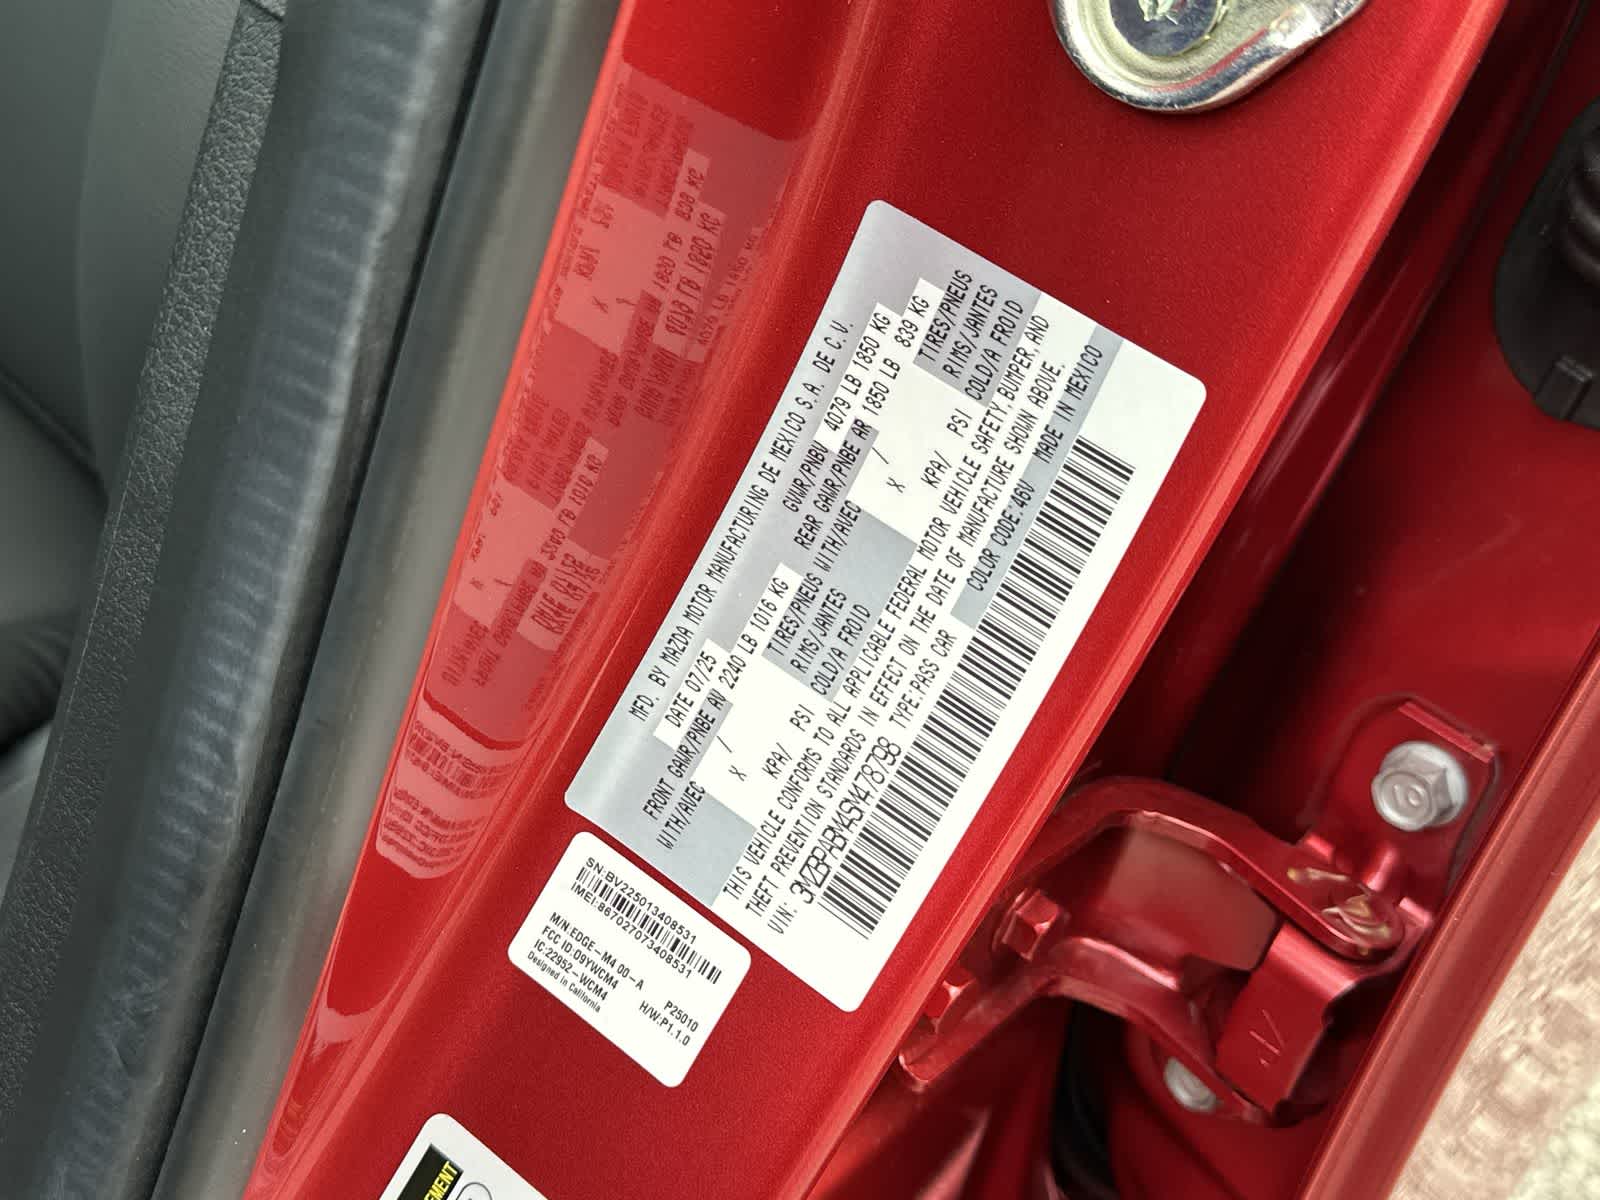 MFD. BY MAZDA MOTOR MANUFACTURING DE MEXICO S.A. DE C.V.
DATE 07/25 GVWR/PNBV 4079 LB 1850 KG
FRONT GAWR/PNBE AV 2240 LB 1016 KG REAR GAWR/PNBE AR 1850 LB 839 KG
WITH/AVEC / TIRES/PNEUS WITH/AVEC / TIRES/PNEUS
X RIMS/JANTES X RIMS/JANTES
KPA/ PSI COLD/A FROID KPA/ PSI COLD/A FROID
THIS VEHICLE CONFORMS TO ALL APPLICABLE FEDERAL MOTOR VEHICLE SAFETY, BUMPER, AND
THEFT PREVENTION STANDARDS IN EFFECT ON THE DATE OF MANUFACTURE SHOWN ABOVE.
VIN: 3MZBPABM4SM478798 TYPE:PASS CAR COLOR CODE:46V MADE IN MEXICO
SN:BV225013408531
IMEI:867027073408531
M/N:EDGE-M4 00-A P25010
FCC ID:O9YWCM4 H/W:P1.1.0
IC:22952-WCM4
Designed in California